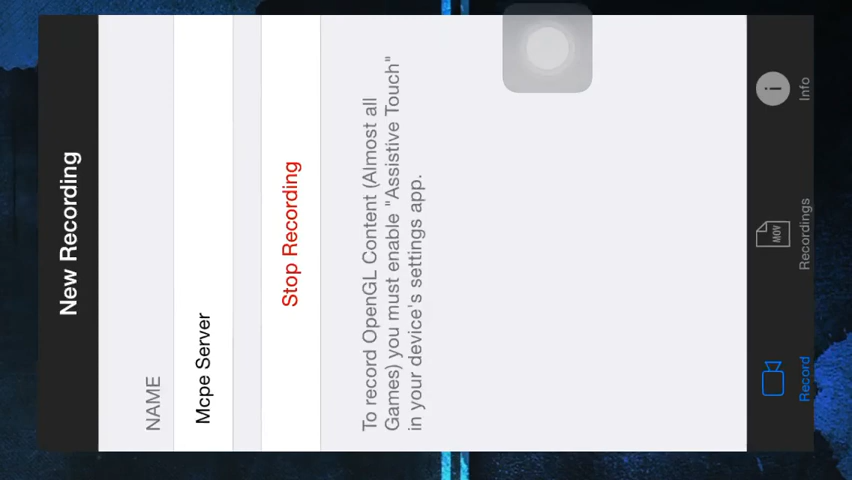 New Recording
NAME
Mcpe Server
Stop Recording
To record OpenGL Content (Almost all
Games) you must enable "Assistive Touch"
in your device's settings app.
Record
MOV
Recordings
i
Info